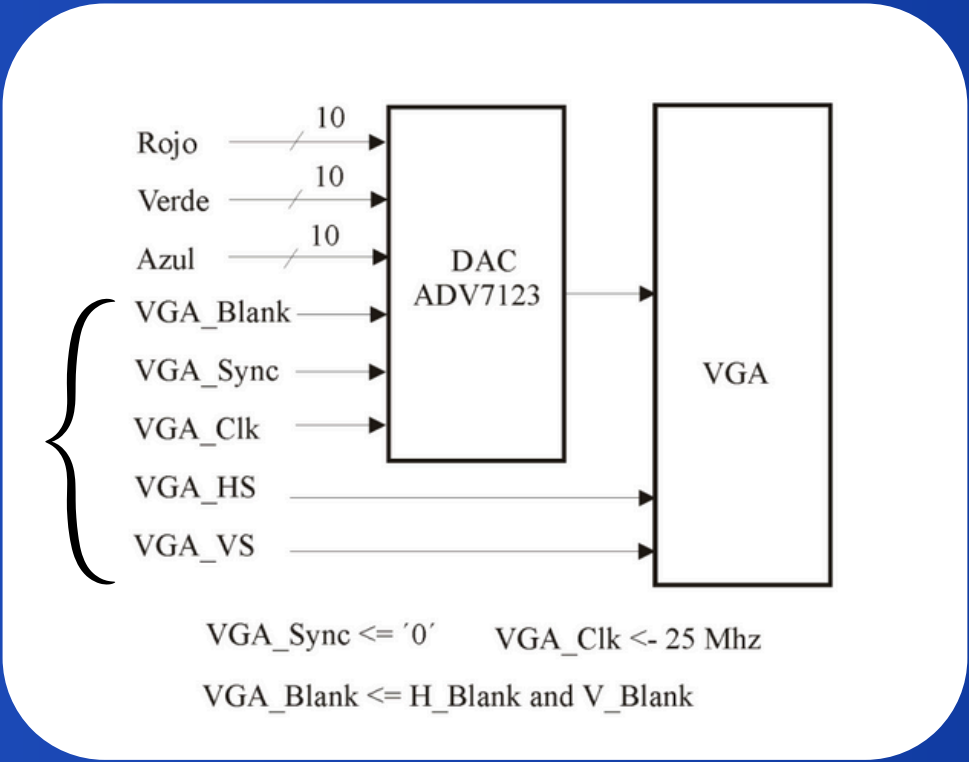 10
Rojo
10
Verde
10
Azul
DAC
ADV7123
VGA_Blank
VGA_Sync
VGA
VGA_Clk
VGA_HS
VGA_VS
VGA_Sync <= ´0´ VGA_Clk <- 25 Mhz
VGA_Blank <= H_Blank and V_Blank